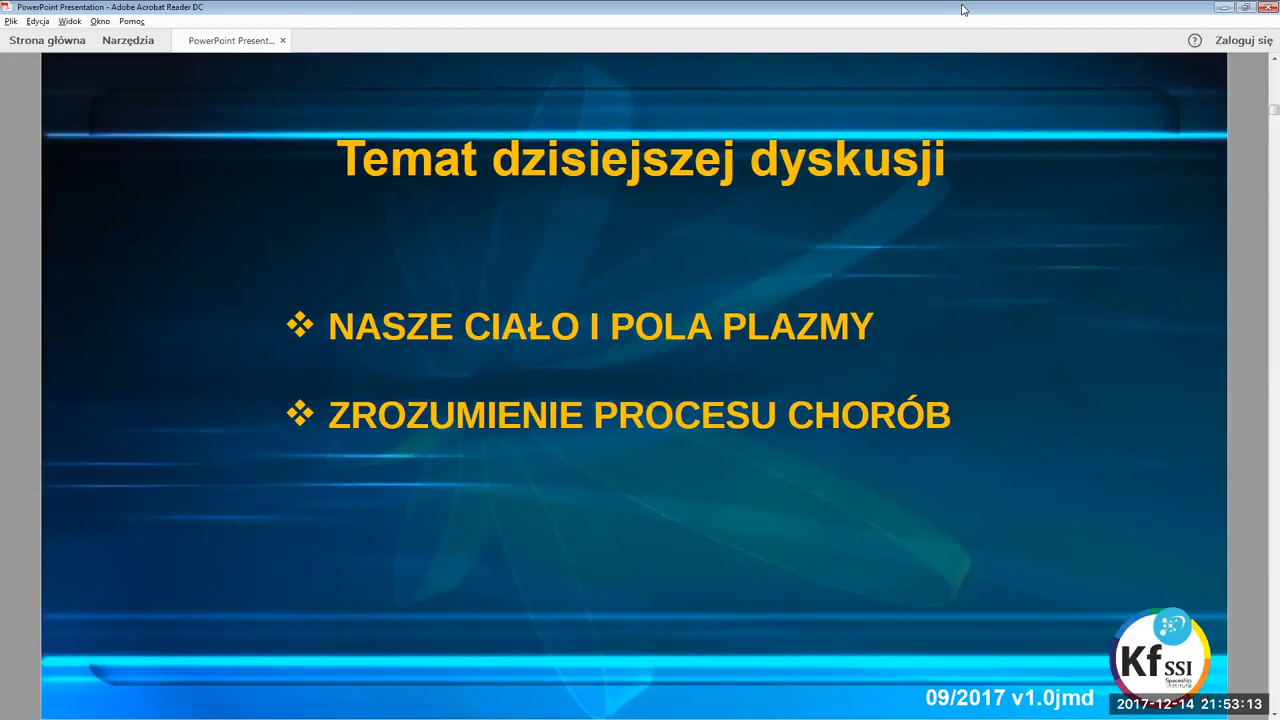 PowerPoint Presentation - Adobe Acrobat Reader DC
Plik Edycja Widok Okno Pomoc
Strona główna Narzędzia PowerPoint Present... × ? Zaloguj się
Temat dzisiejszej dyskusji
❖ NASZE CIAŁO I POLA PLAZMY
❖ ZROZUMIENIE PROCESU CHORÓB
Kf SSI
Spaceship
Institute
09/2017 v1.0jmd
2017-12-14 21:53:13